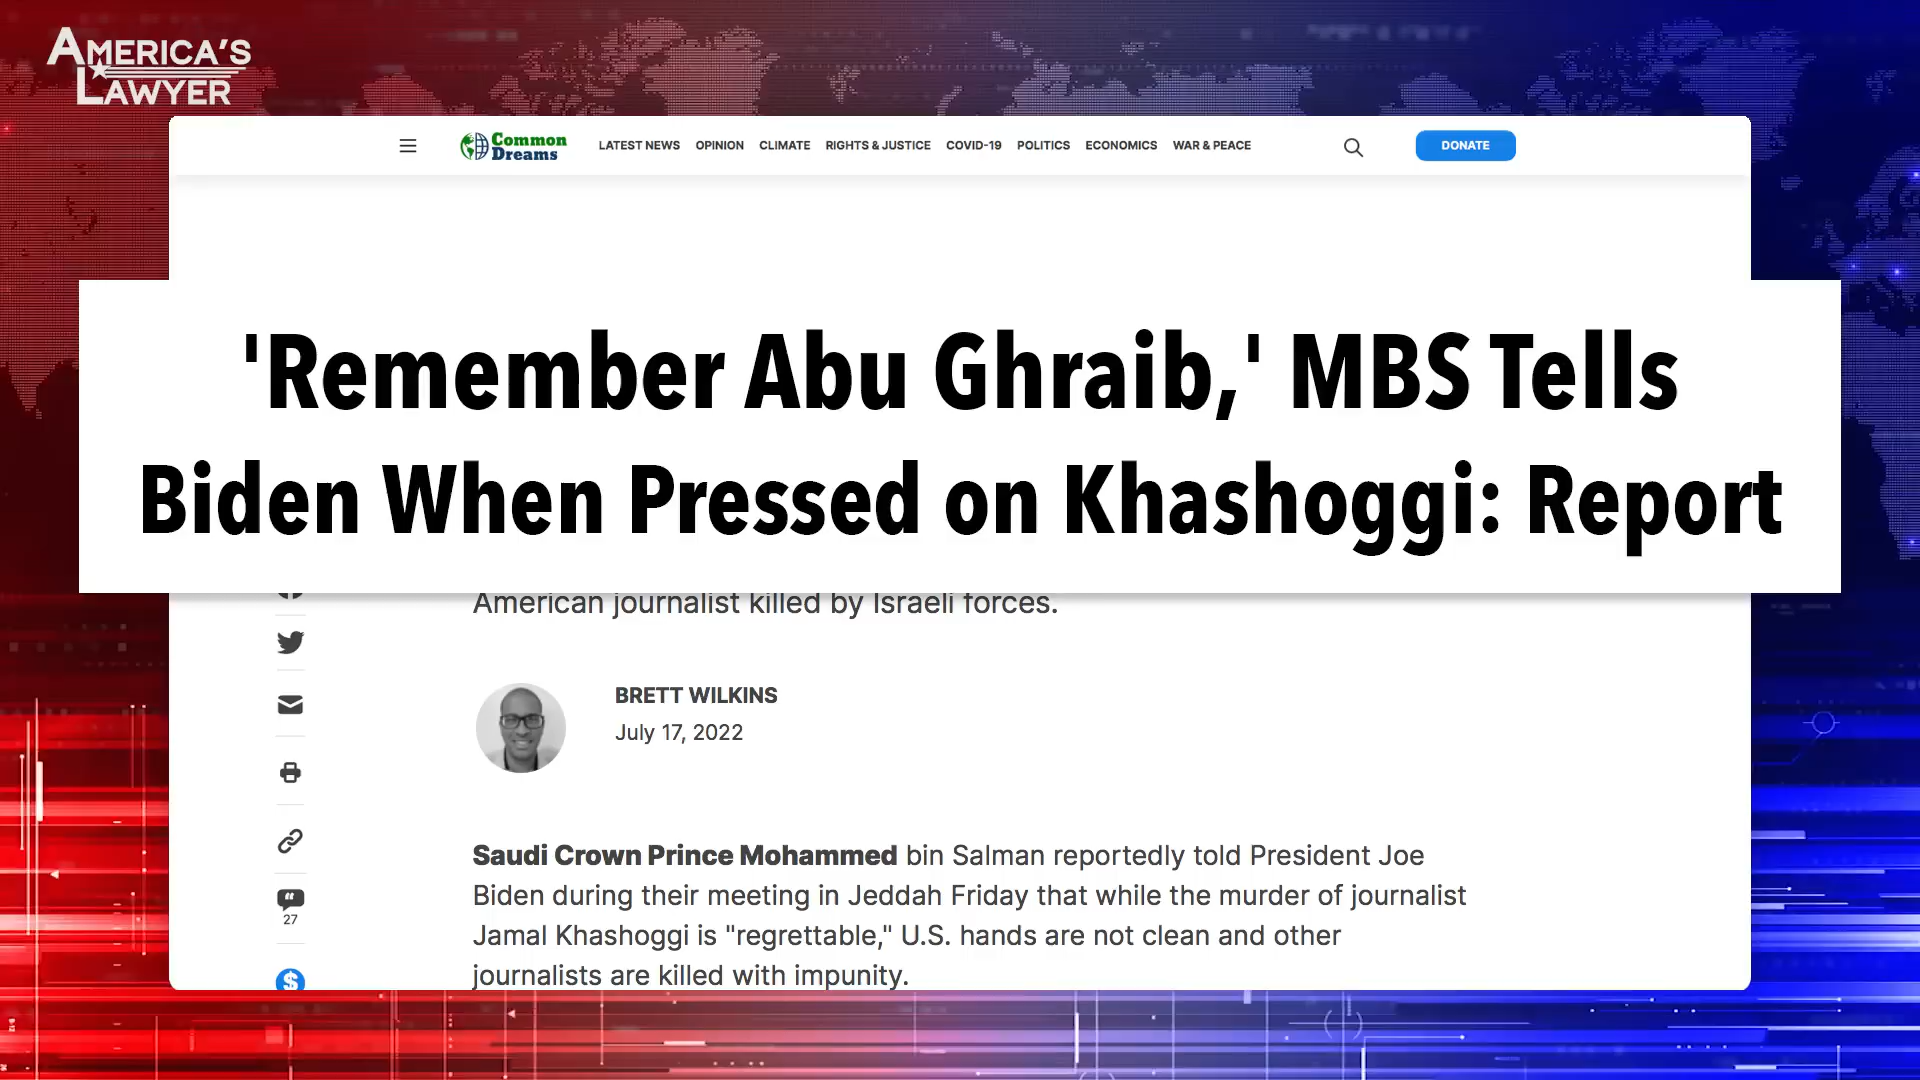 AMERICA'S
LAWYER
Common
Dreams
LATEST NEWS OPINION CLIMATE RIGHTS & JUSTICE COVID-19 POLITICS ECONOMICS WAR & PEACE
DONATE
'Remember Abu Ghraib,' MBS Tells
Biden When Pressed on Khashoggi: Report
American journalist killed by Israeli forces.
BRETT WILKINS
July 17, 2022
27
Saudi Crown Prince Mohammed bin Salman reportedly told President Joe
Biden during their meeting in Jeddah Friday that while the murder of journalist
Jamal Khashoggi is "regrettable," U.S. hands are not clean and other
journalists are killed with impunity.